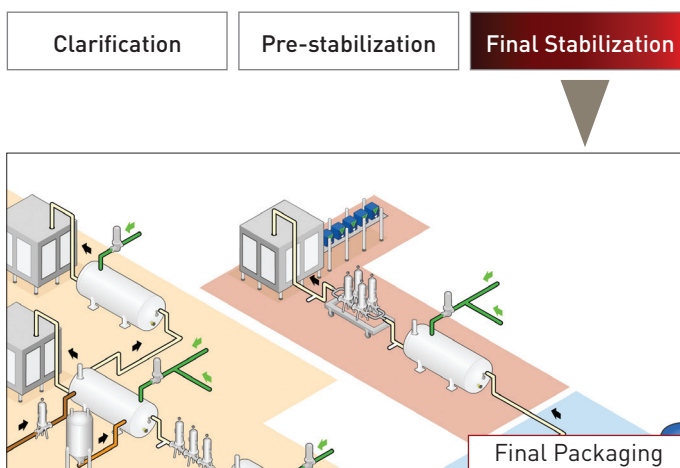 Clarification
Pre-stabilization
Final Stabilization
Final Packaging